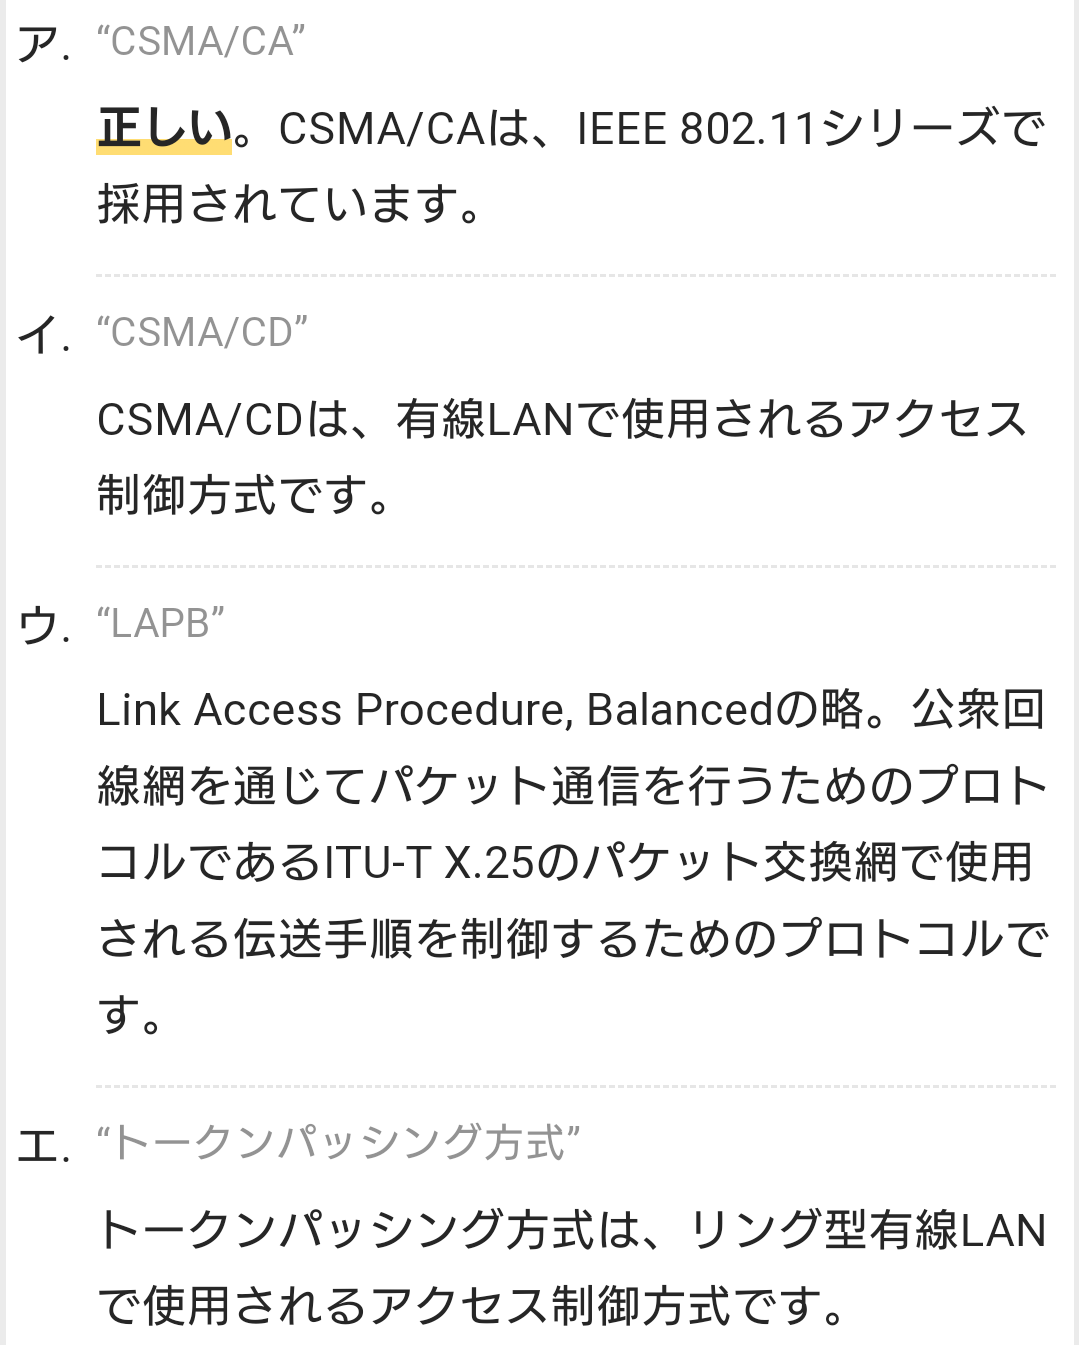 ア. “CSMA/CA”
正しい。CSMA/CAは、IEEE 802.11シリーズで
採用されています。
イ. “CSMA/CD”
CSMA/CDは、有線LANで使用されるアクセス
制御方式です。
ウ. “LAPB”
Link Access Procedure, Balancedの略。公衆回
線網を通じてパケット通信を行うためのプロト
コルであるITU-T X.25のパケット交換網で使用
される伝送手順を制御するためのプロトコルで
す。
エ. “トークンパッシング方式”
トークンパッシング方式は、リング型有線LAN
で使用されるアクセス制御方式です。